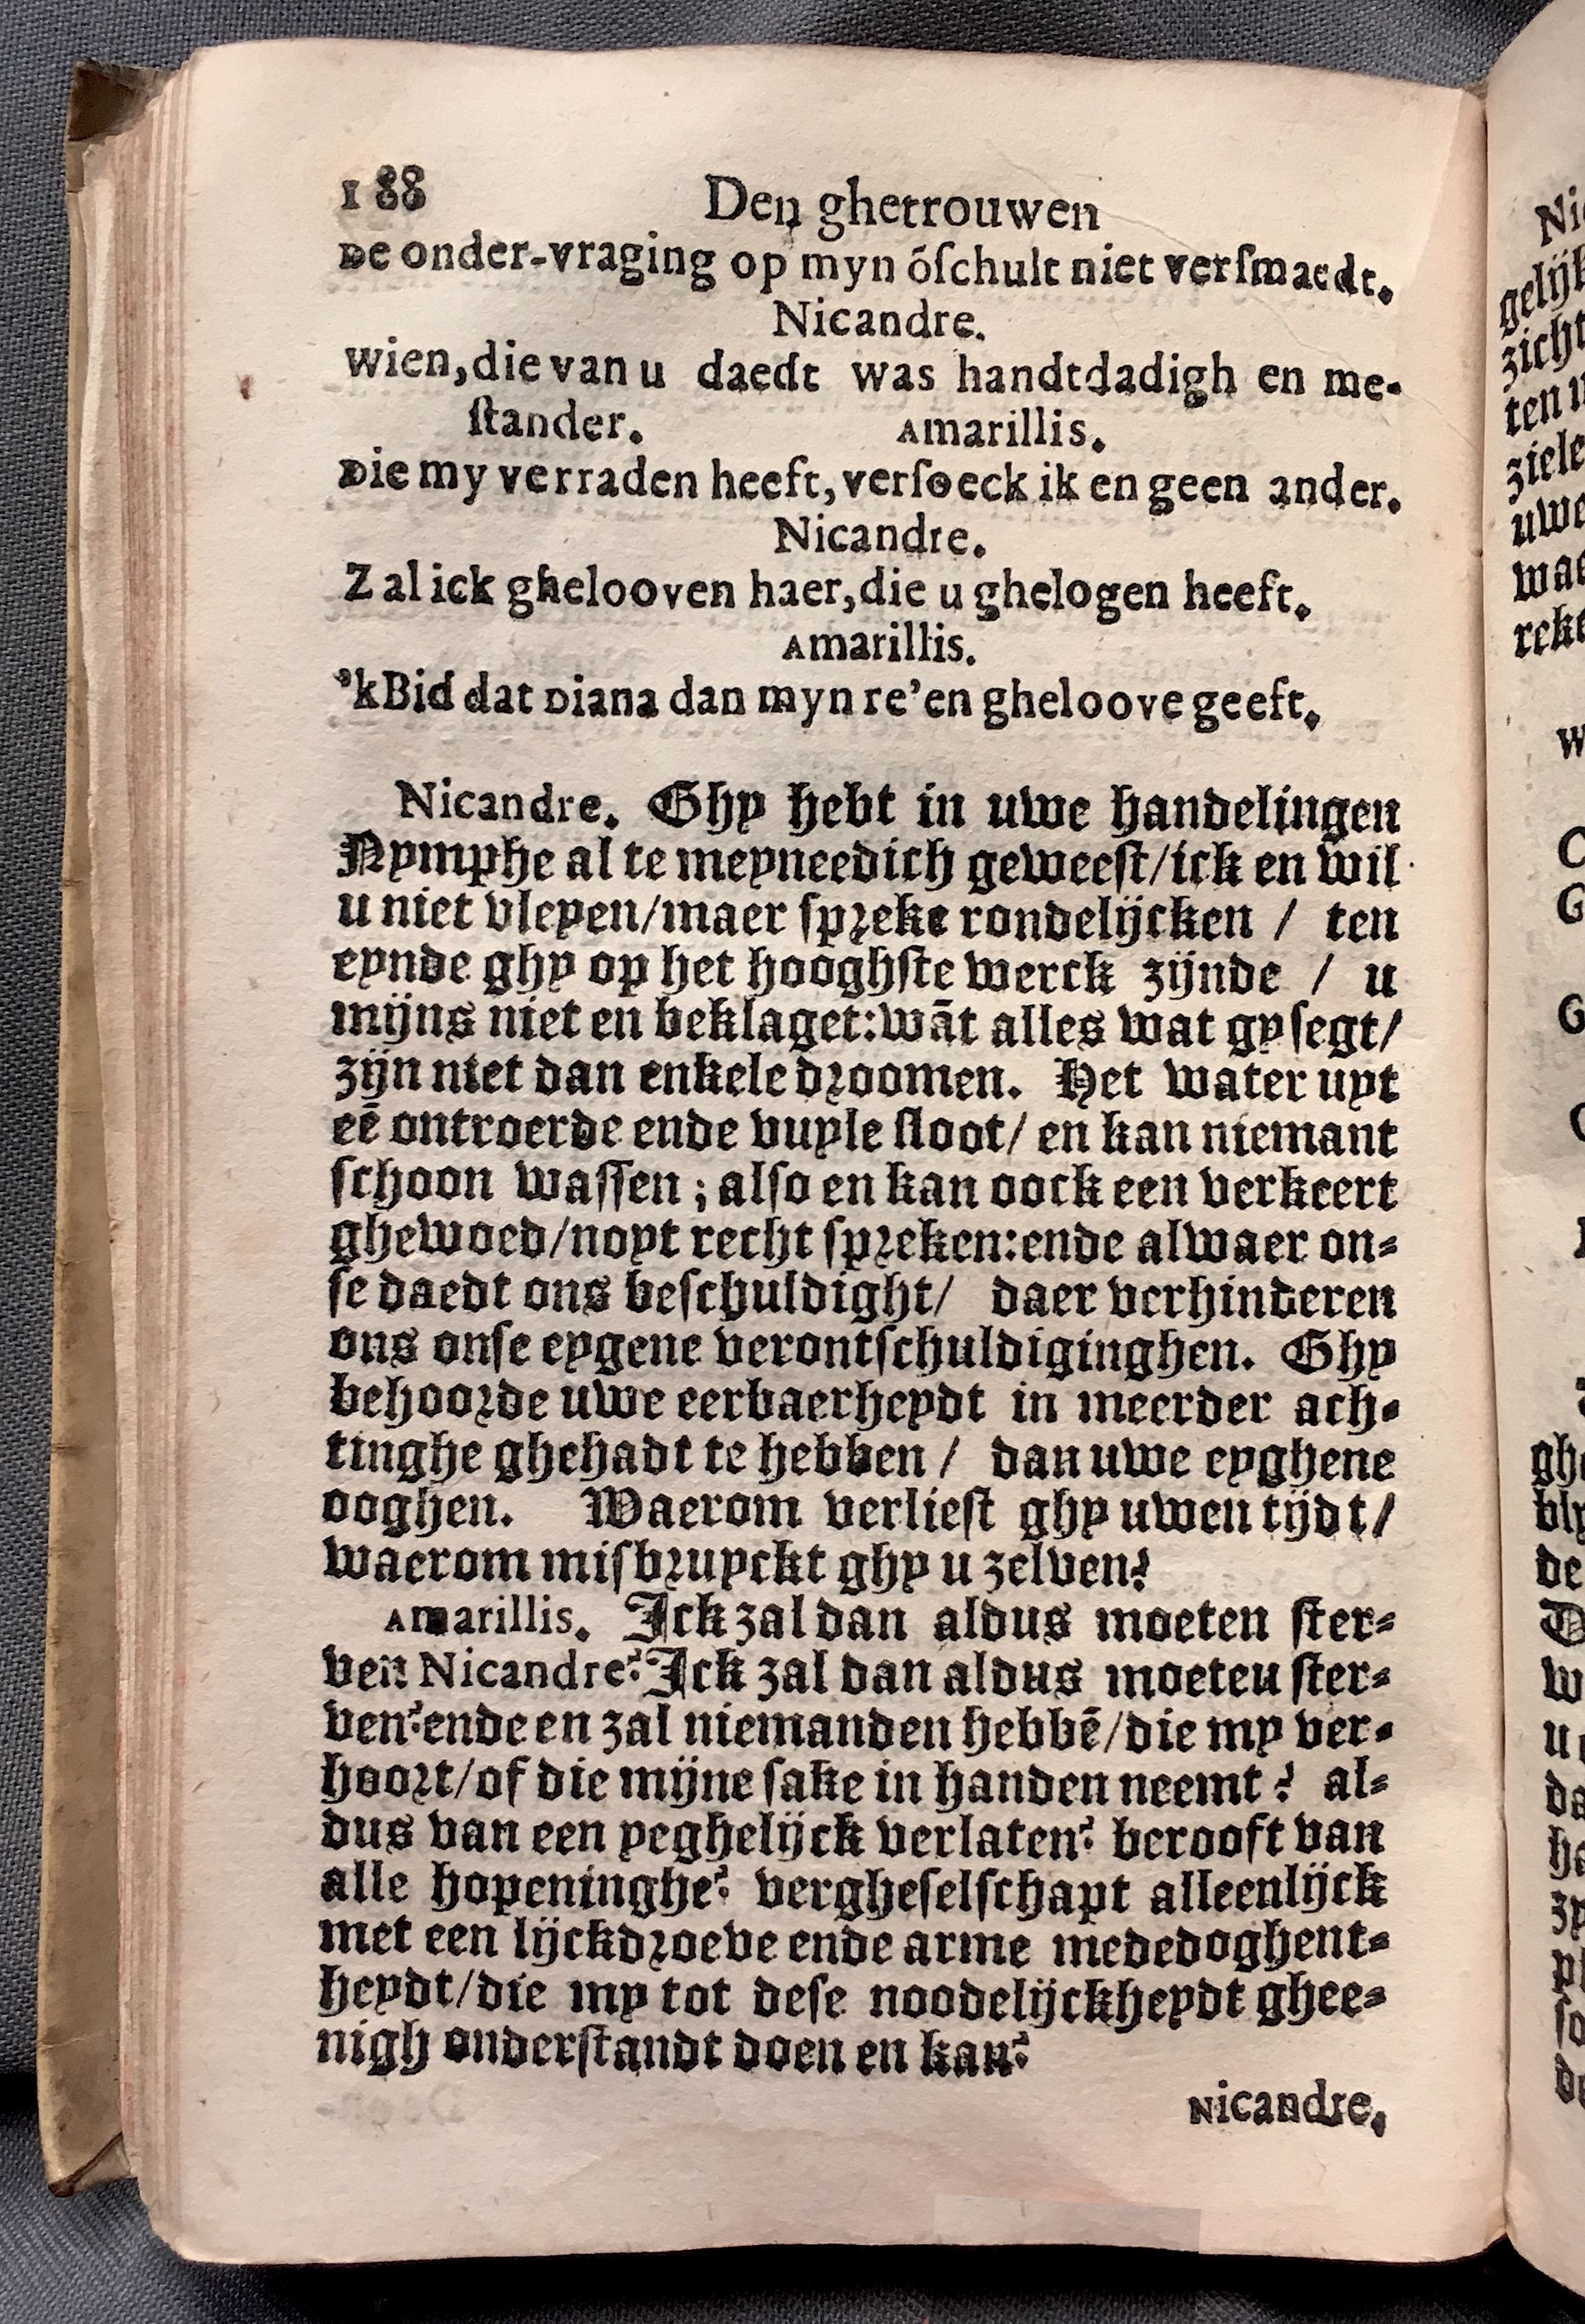 188 Den ghetrouwen
De onder-vraging op myn õſchult niet verſmaedt.
Nicandre.
Wien, die van u daedt was handtdadigh en me-
ſtander. Amarillis.
Die my verraden heeft, verſoeck ik en geen ander.
Nicandre.
Zal ick ghelooven haer, die u ghelogen heeft.
Amarillis.
'k Bid dat Diana dan myn re'en gheloove geeft.
Nicandre. Ghy hebt in uwe handelingen
Nymphe al te meyneedich geweeſt/ick en wil
u niet vleyen/maer ſpreke rondelijcken / ten
eynde ghy op het hooghſte werck zijnde / u
mijns niet en beklaget:wãt alles wat gy ſegt/
zijn niet dan enkele droomen. Het water uyt
eẽ ontroerde ende vuyle ſloot/ en kan niemant
ſchoon waſſen ; alſo en kan oock een verkeert
ghewoed/noyt recht ſpreken:ende alwaer on-
ſe daedt ons beſchuldight/ daer verhinderen
ons onſe eygene verontſchuldiginghen. Ghy
behoorde uwe eerbaerheydt in meerder ach-
tinghe ghehadt te hebben / dan uwe eyghene
ooghen. Waerom verlieſt ghy uwen tijdt/
waerom miſbruyckt ghy u zelven?
Amarillis. Ick zal dan aldus moeten ſter-
ven Nicandre? Ick zal dan aldus moeteu ſter-
ven? ende en zal niemanden hebbẽ/die my ver-
hoort/of die mijne ſake in handen neemt? al-
dus van een yeghelijck verlaten? berooft van
alle hopeninghe? vergheſelſchapt alleenlijck
met een lijckdroeve ende arme mededoghent-
heydt/die my tot deſe noodelijckheydt ghee-
nigh onderſtandt doen en kan?
Nicandre.